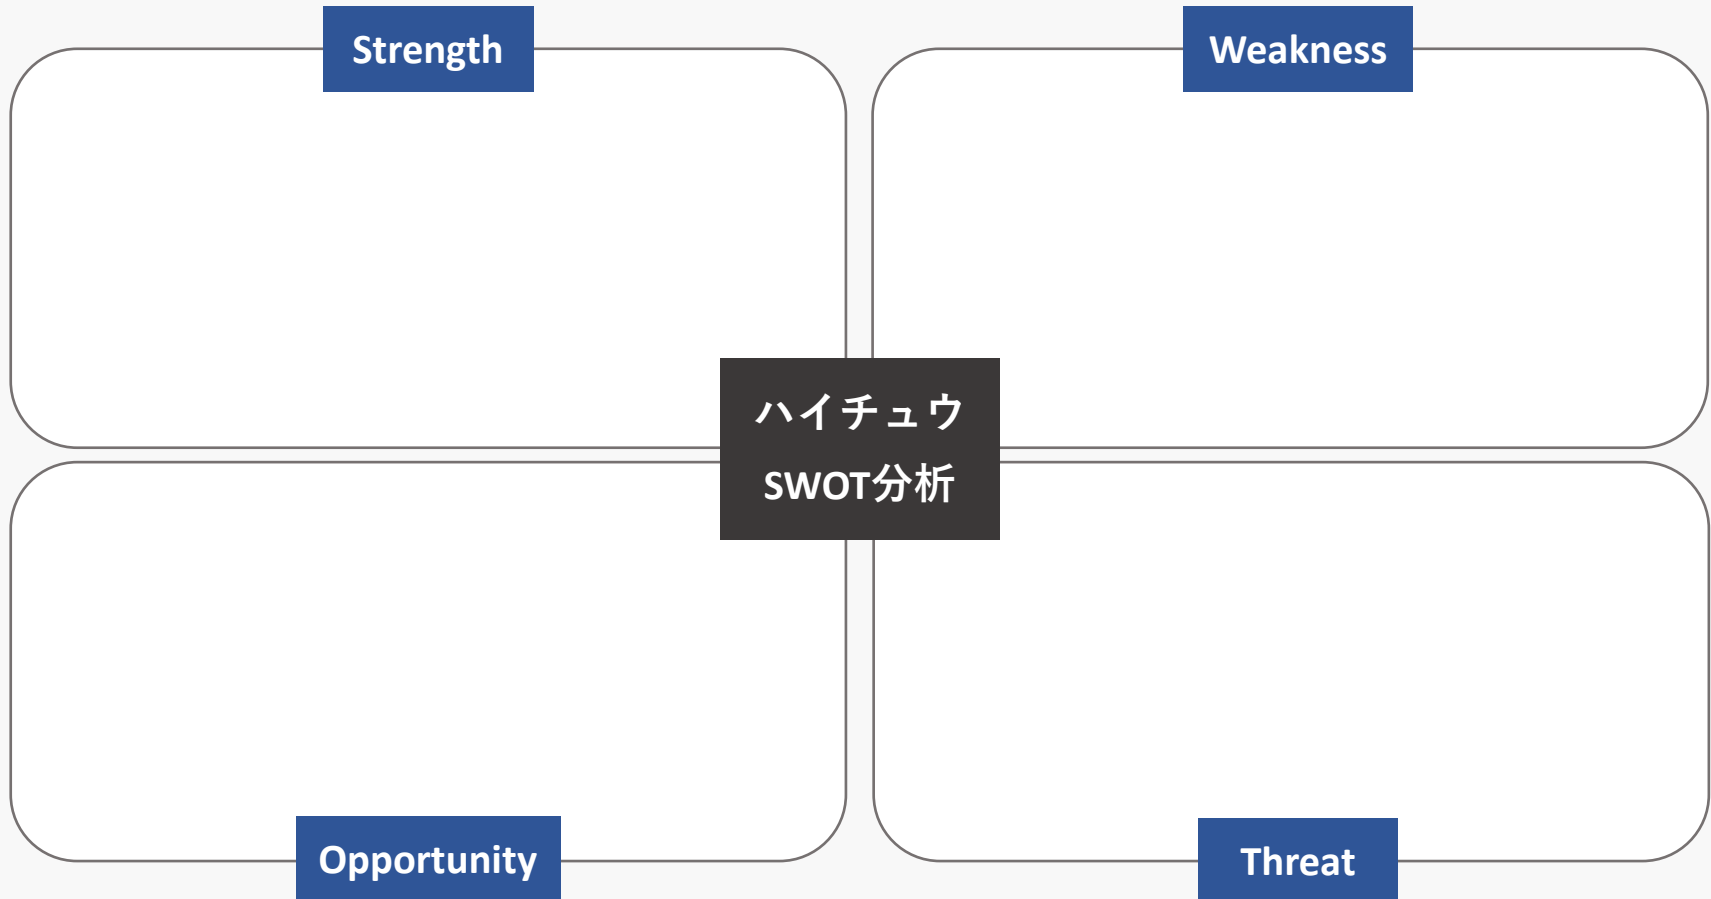 Strength
Weakness
ハイチュウ
SWOT分析
Opportunity
Threat